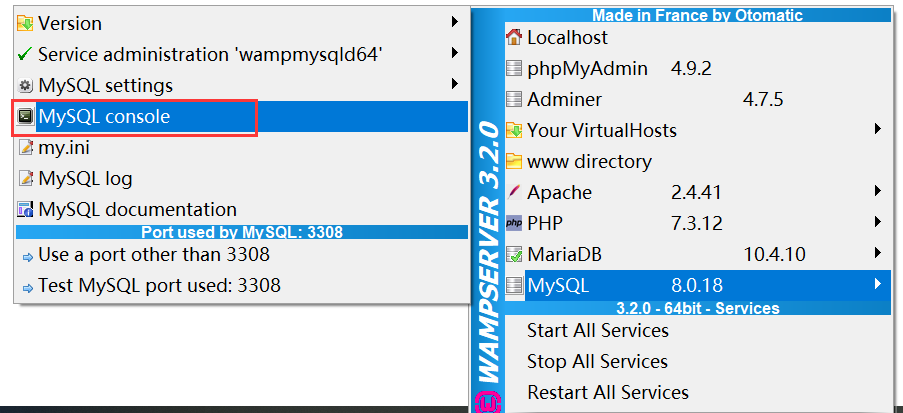 Version
Service administration 'wampmysqld64'
MySQL settings
MySQL console
my.ini
MySQL log
MySQL documentation
Port used by MySQL: 3308
Use a port other than 3308
Test MySQL port used: 3308
WAMPSERVER 3.2.0
Made in France by Otomatic
Localhost
phpMyAdmin 4.9.2
Adminer 4.7.5
Your VirtualHosts
www directory
Apache 2.4.41
php PHP 7.3.12
MariaDB 10.4.10
MySQL 8.0.18
3.2.0 - 64bit - Services
Start All Services
Stop All Services
Restart All Services